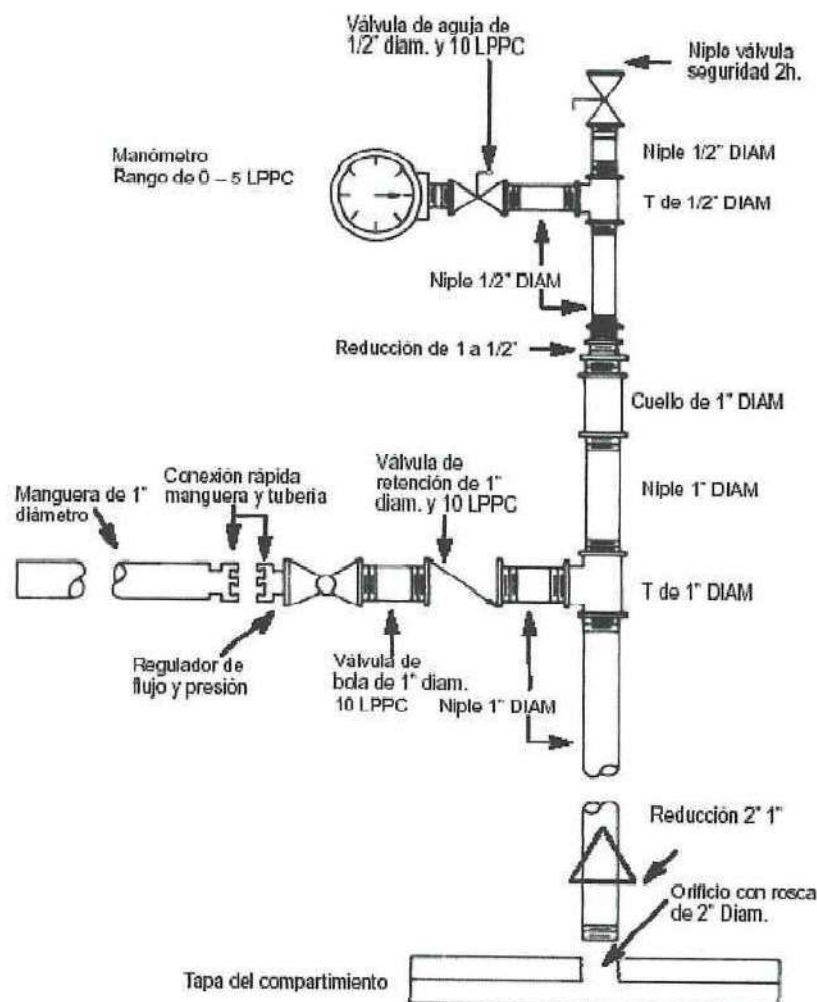 Válvula de aguja de
1/2" diam. y 10 LPPC
Niple válvula
seguridad 2h.
Manómetro
Rango de 0 – 5 LPPC
Niple 1/2" DIAM
T de 1/2" DIAM
Niple 1/2" DIAM
Reducción de 1 a 1/2"
Cuello de 1" DIAM
Conexión rápida
manguera y tubería
Válvula de
retención de 1"
diam. y 10 LPPC
Manguera de 1"
diámetro
Niple 1" DIAM
T de 1" DIAM
Regulador de
flujo y presión
Válvula de
bola de 1" diam.
10 LPPC
Niple 1" DIAM
Reducción 2" 1"
Orificio con rosca
de 2" Diam.
Tapa del compartimiento